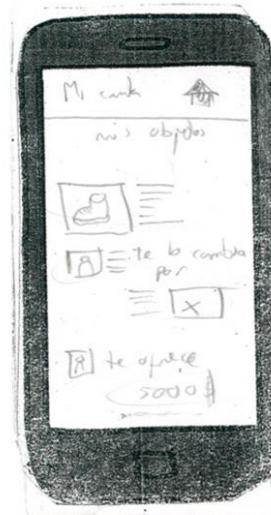 Mi cuenta
mis objetos
te lo cambia
por
X
te ofrece
5000$